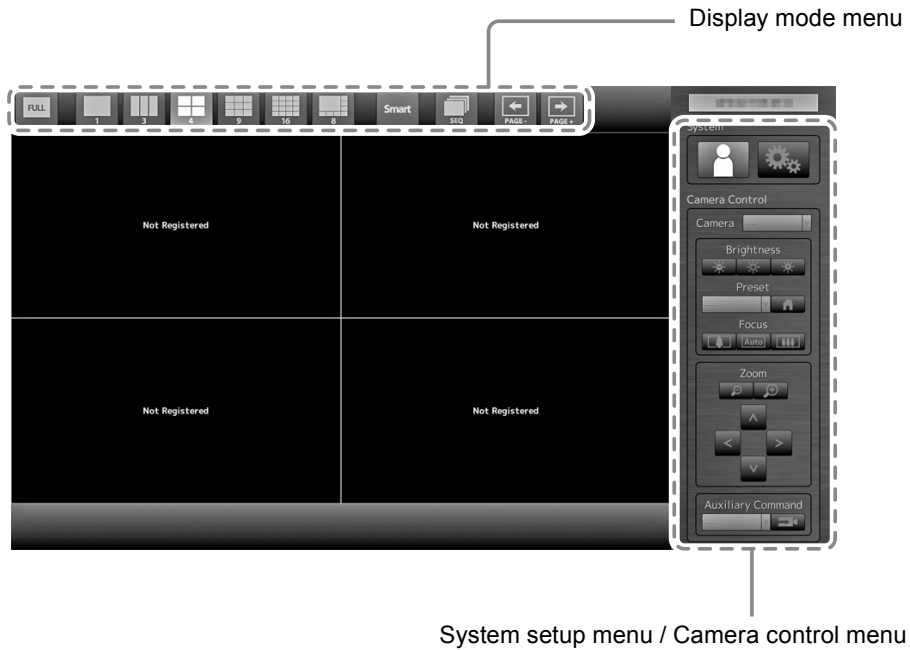 Display mode menu
FULL
1
3
4
9
16
8
Smart
SEQ
PAGE -
PAGE +
System
Not Registered
Not Registered
Camera Control
Camera
Brightness
Preset
Focus
Auto
Zoom
Not Registered
Not Registered
Auxiliary Command
System setup menu / Camera control menu